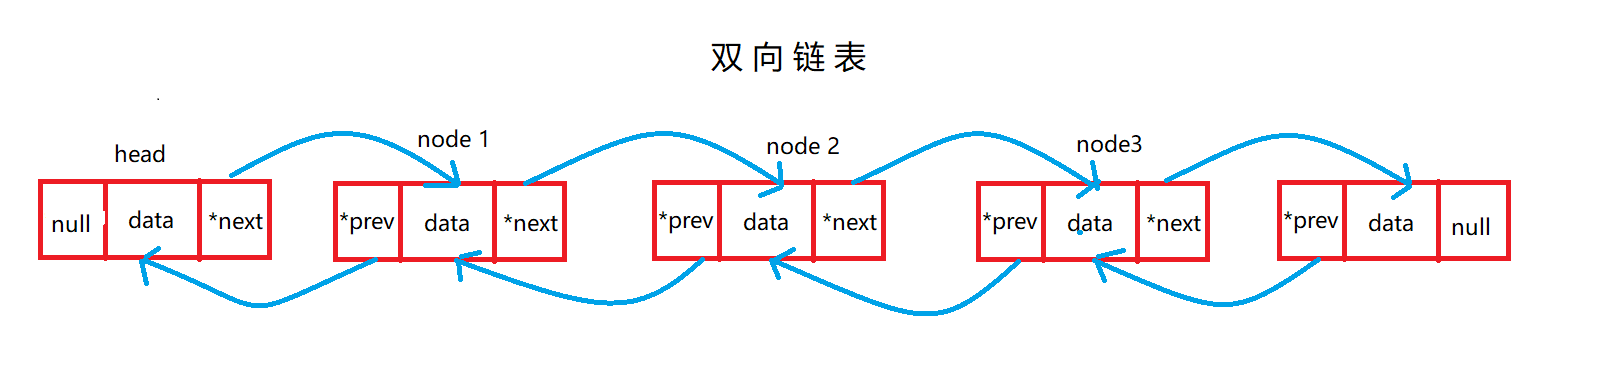 双向链表
head
node 1
node 2
node3
null data *next
*prev data *next
*prev data *next
*prev data *next
*prev data null